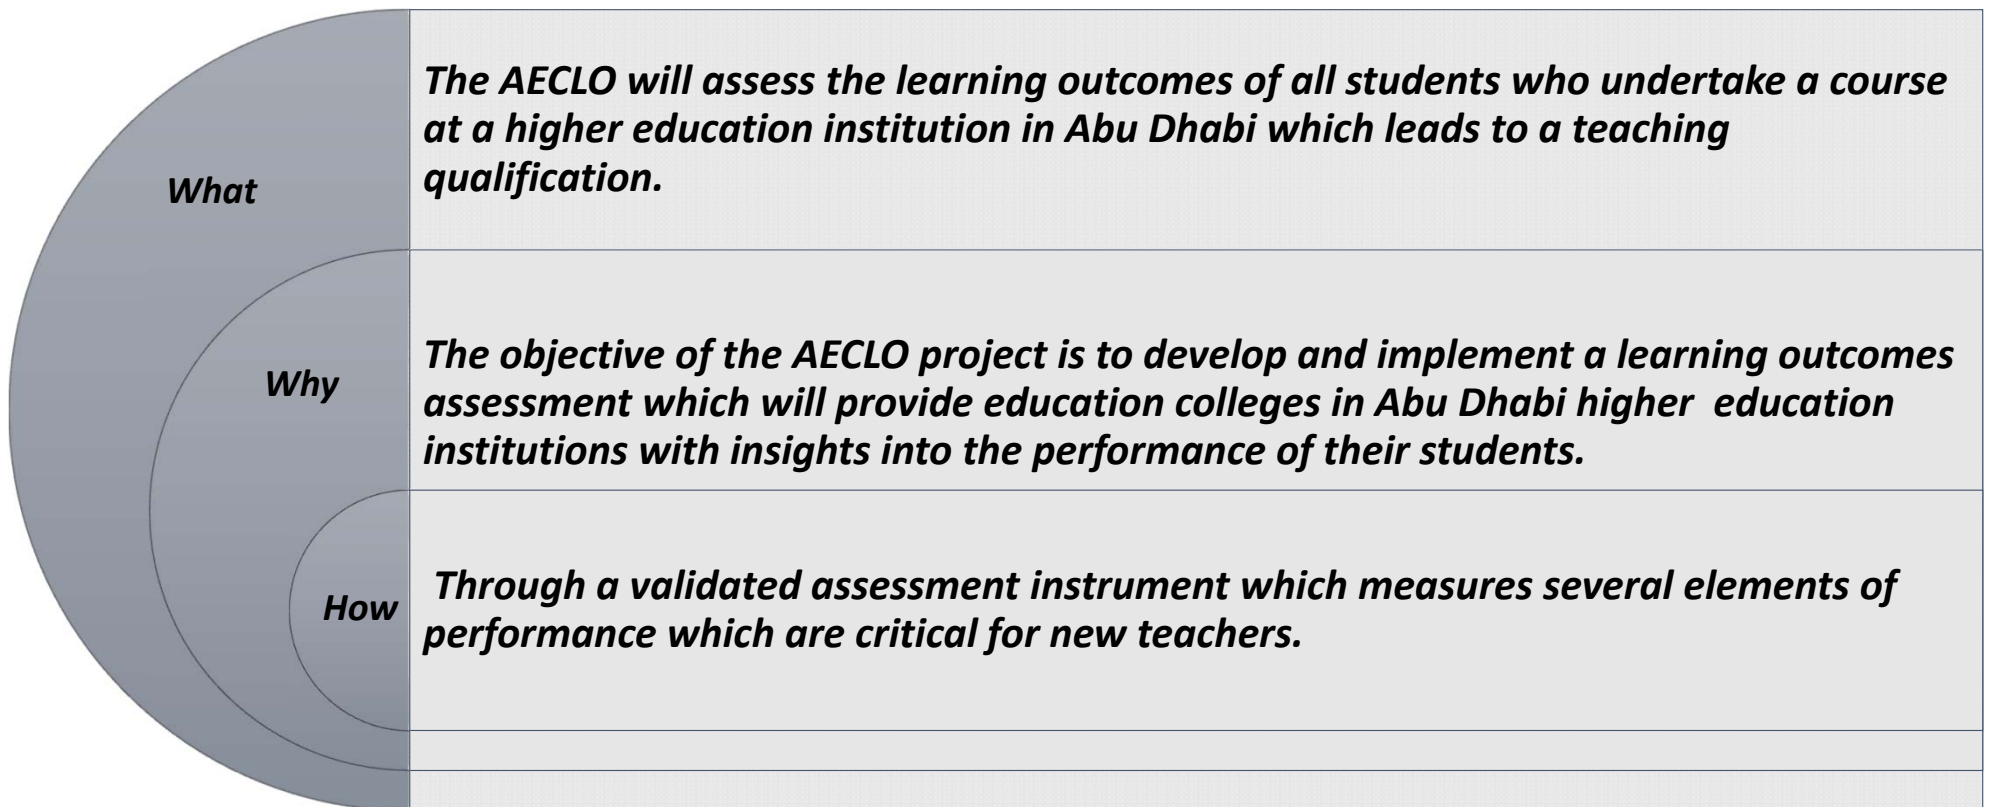 What
The AECLO will assess the learning outcomes of all students who undertake a course
at a higher education institution in Abu Dhabi which leads to a teaching
qualification.
Why
The objective of the AECLO project is to develop and implement a learning outcomes
assessment which will provide education colleges in Abu Dhabi higher  education
institutions with insights into the performance of their students.
How
Through a validated assessment instrument which measures several elements of
performance which are critical for new teachers.